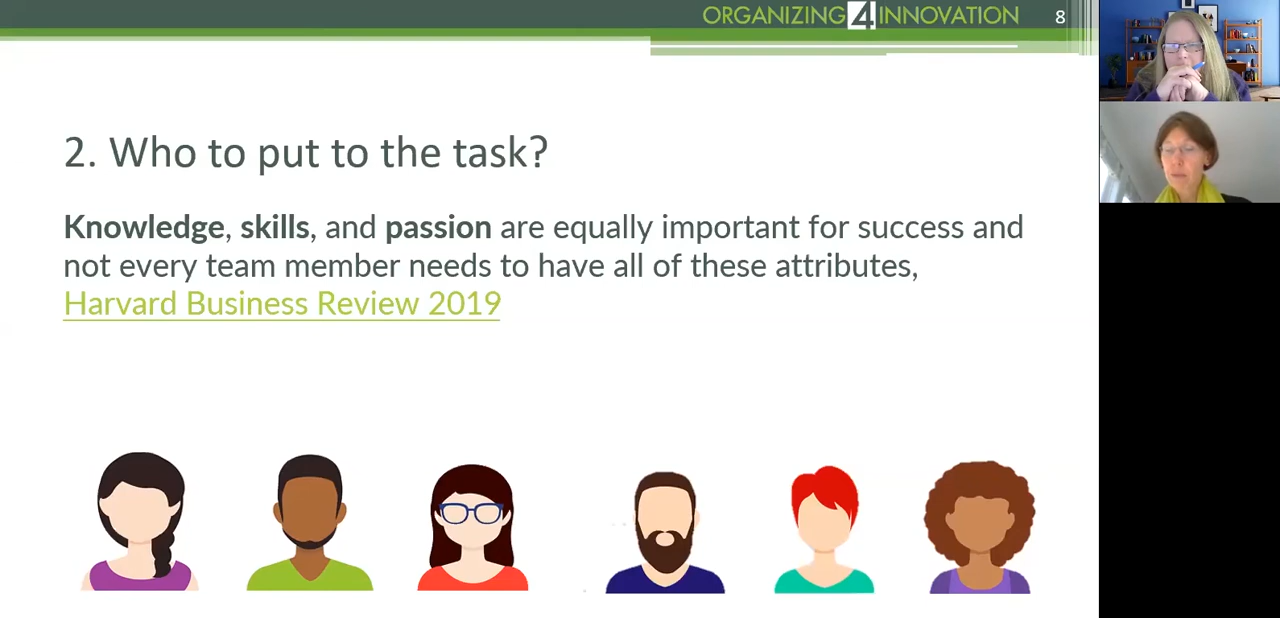 ORGANIZING4INNOVATION 8
2. Who to put to the task?
Knowledge, skills, and passion are equally important for success and
not every team member needs to have all of these attributes,
Harvard Business Review 2019